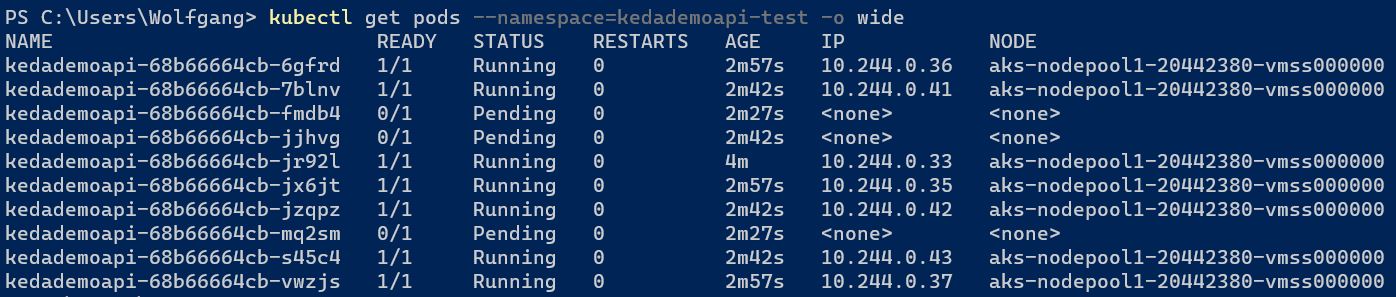 PS C:\Users\Wolfgang> kubectl get pods --namespace=kedademoapi-test -o wide
NAME READY STATUS RESTARTS AGE IP NODE
kedademoapi-68b66664cb-6gfrd 1/1 Running 0 2m57s 10.244.0.36 aks-nodepool1-20442380-vmss000000
kedademoapi-68b66664cb-7blnv 1/1 Running 0 2m42s 10.244.0.41 aks-nodepool1-20442380-vmss000000
kedademoapi-68b66664cb-fmdb4 0/1 Pending 0 2m27s <none> <none>
kedademoapi-68b66664cb-jjhvg 0/1 Pending 0 2m42s <none> <none>
kedademoapi-68b66664cb-jr92l 1/1 Running 0 4m 10.244.0.33 aks-nodepool1-20442380-vmss000000
kedademoapi-68b66664cb-jx6jt 1/1 Running 0 2m57s 10.244.0.35 aks-nodepool1-20442380-vmss000000
kedademoapi-68b66664cb-jzqpz 1/1 Running 0 2m42s 10.244.0.42 aks-nodepool1-20442380-vmss000000
kedademoapi-68b66664cb-mq2sm 0/1 Pending 0 2m27s <none> <none>
kedademoapi-68b66664cb-s45c4 1/1 Running 0 2m42s 10.244.0.43 aks-nodepool1-20442380-vmss000000
kedademoapi-68b66664cb-vwzjs 1/1 Running 0 2m57s 10.244.0.37 aks-nodepool1-20442380-vmss000000